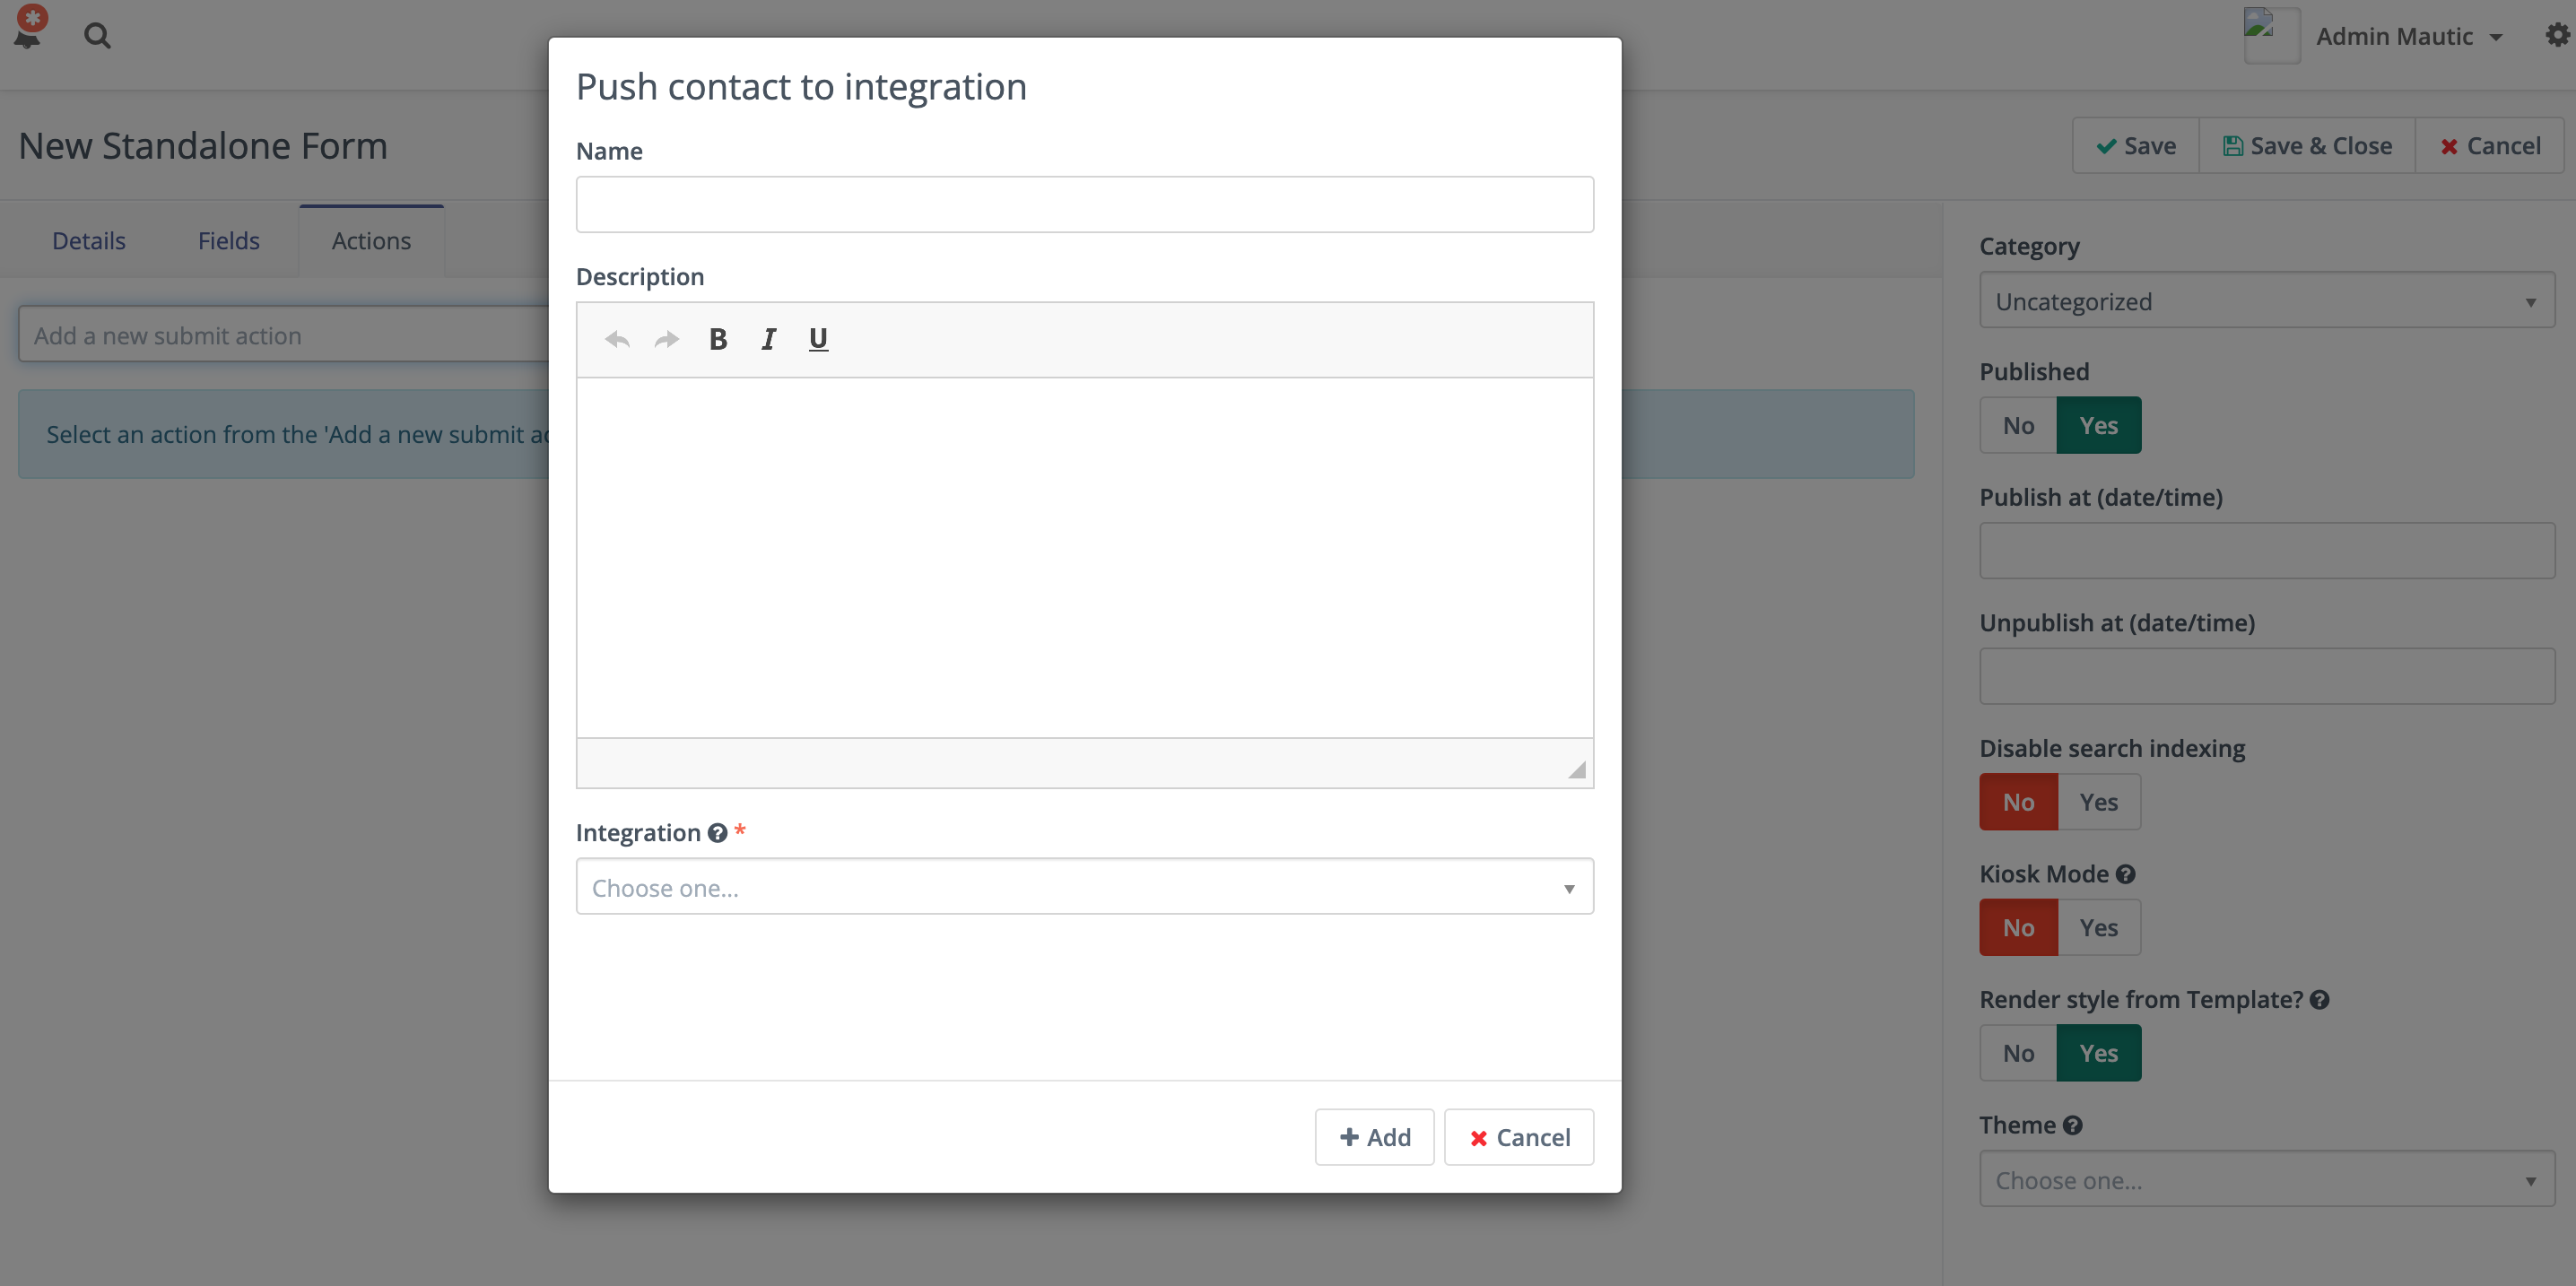 Admin Mautic
New Standalone Form
Save
Save & Close
Cancel
Details
Fields
Actions
Add a new submit action
Select an action from the 'Add a new submit
Push contact to integration
Name
Description
B I U
Integration *
Choose one...
Add
Cancel
Category
Uncategorized
Published
No Yes
Publish at (date/time)
Unpublish at (date/time)
Disable search indexing
No Yes
Kiosk Mode
No Yes
Render style from Template?
No Yes
Theme
Choose one...